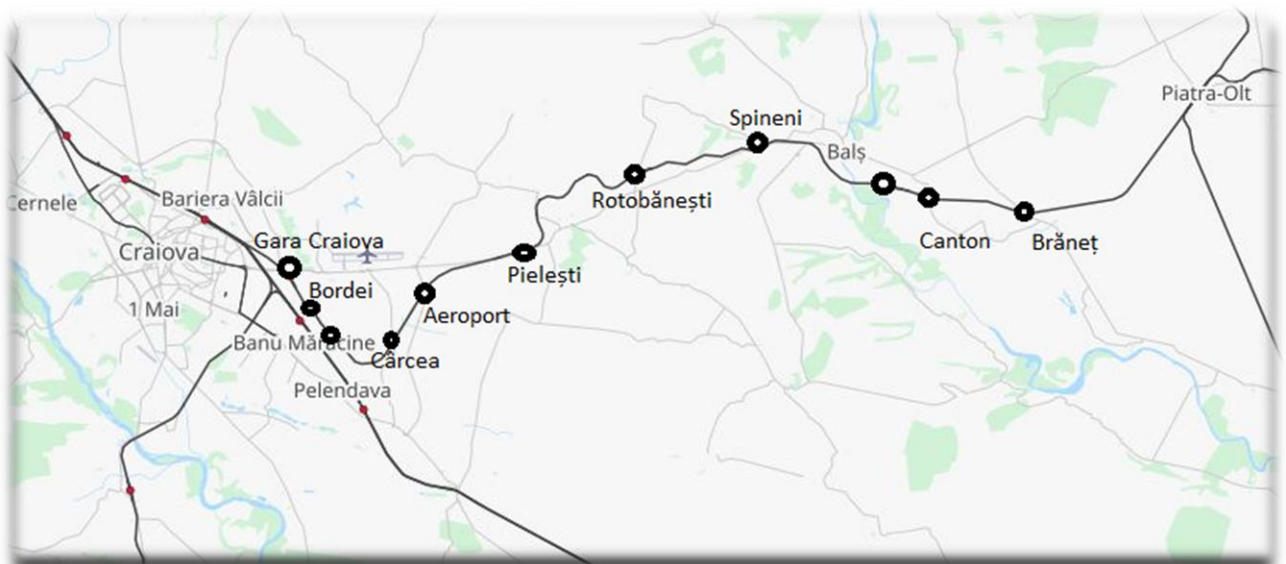 Piatra-Olt
Spineni
Balș
Rotobănești
Bariera Vâlcii
Cernele
Craiova
Gara Craiova
Canton
Brăneț
Pielești
Bordei
1 Mai
Aeroport
Banu Mărăcine
Cârcea
Pelendava